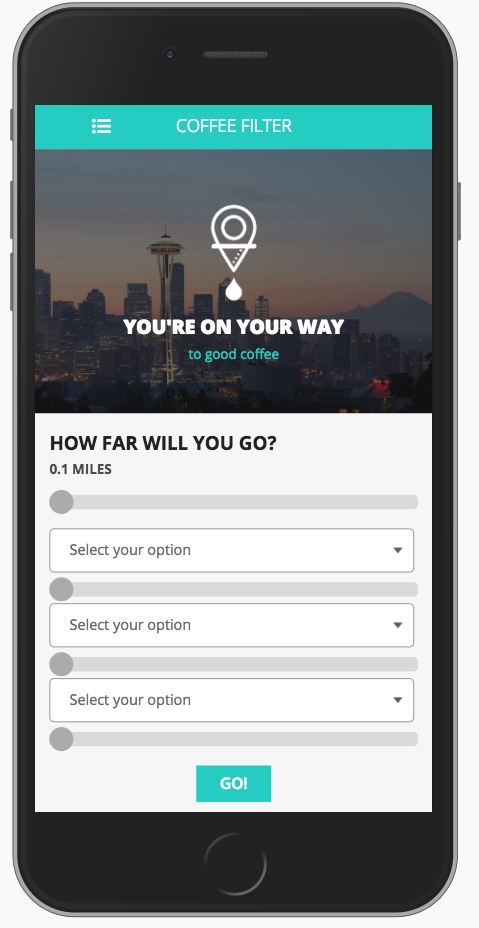 COFFEE FILTER
YOU'RE ON YOUR WAY
to good coffee
HOW FAR WILL YOU GO?
0.1 MILES
Select your option
Select your option
Select your option
GO!